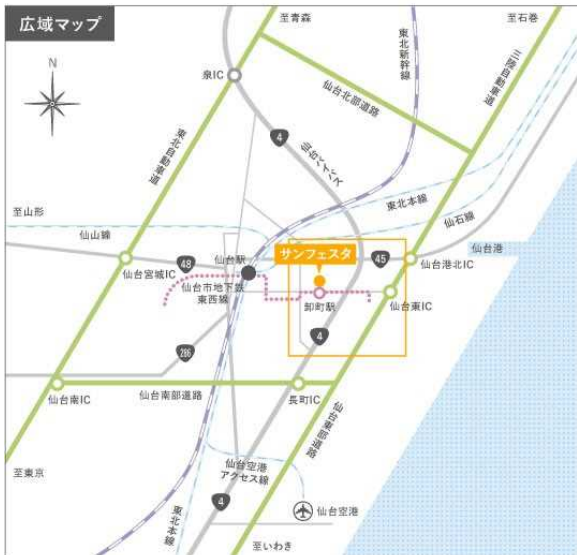 広域マップ
至青森
至石巻
東北新幹線
三陸自動車道
N
泉IC
仙台北部道路
4
仙台バイパス
東北自動車道
東北本線
至山形
仙山線
仙石線
仙台港
48
仙台駅
サンフェスタ
45
仙台宮城IC
仙台港北IC
仙台市地下鉄
東西線
卸町駅
仙台東IC
4
286
仙台南IC
仙台南部道路
長町IC
仙台東部道路
至東京
仙台空港
アクセス線
4
東北本線
仙台空港
至いわき